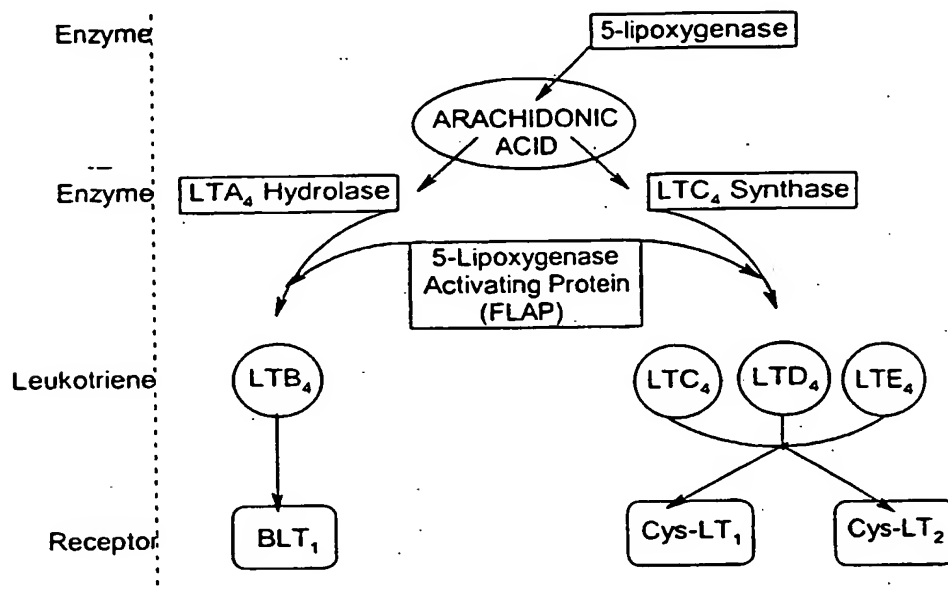 Enzyme
5-lipoxygenase
ARACHIDONIC
ACID
Enzyme
LTA₄ Hydrolase
LTC₄ Synthase
5-Lipoxygenase
Activating Protein
(FLAP)
Leukotriene
LTB₄
LTC₄
LTD₄
LTE₄
Receptor
BLT₁
Cys-LT₁
Cys-LT₂